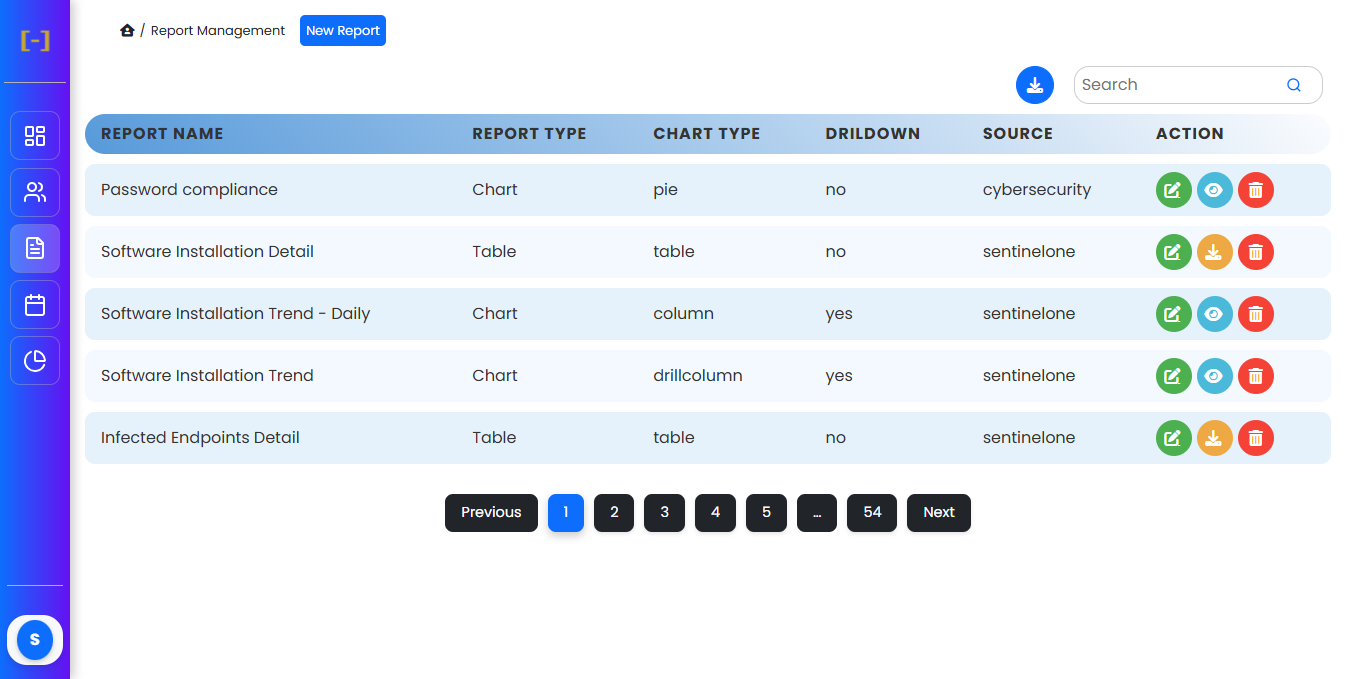 [-]
/ Report Management New Report
Search
REPORT NAME REPORT TYPE CHART TYPE DRILDOWN SOURCE ACTION
Password compliance Chart pie no cybersecurity
Software Installation Detail Table table no sentinelone
Software Installation Trend - Daily Chart column yes sentinelone
Software Installation Trend Chart drillcolumn yes sentinelone
Infected Endpoints Detail Table table no sentinelone
Previous 1 2 3 4 5 ... 54 Next
S